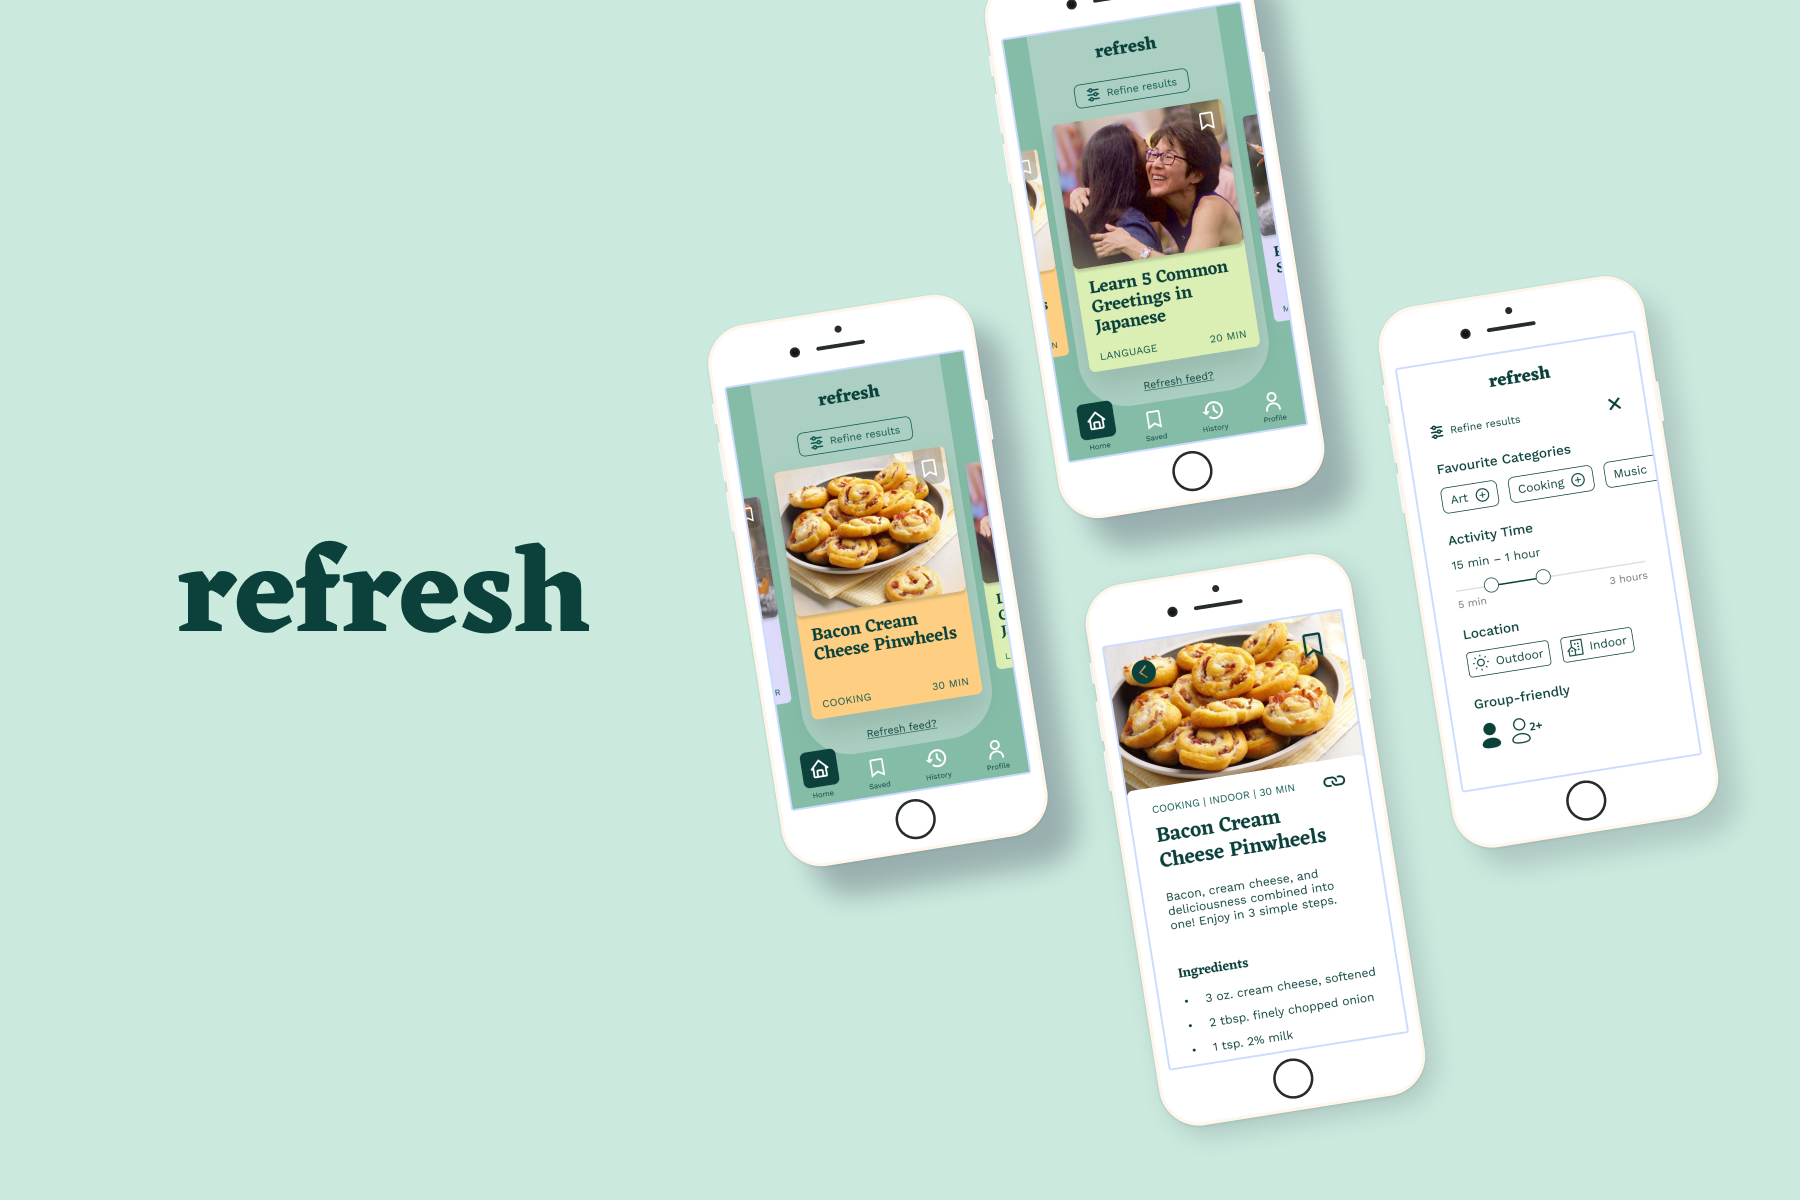 refresh
refresh
Refine results
Bacon Cream
Cheese Pinwheels
COOKING
30 MIN
R
L
Refresh feed?
Home
Saved
History
Profile
refresh
Refine results
Learn 5 Common
Greetings in
Japanese
LANGUAGE
20 MIN
s
N
M
Refresh feed?
Home
Saved
History
Profile
COOKING | INDOOR | 30 MIN
Bacon Cream
Cheese Pinwheels
Bacon, cream cheese, and
deliciousness combined into
one! Enjoy in 3 simple steps.
Ingredients
• 3 oz. cream cheese, softened
• 2 tbsp. finely chopped onion
• 1 tsp. 2% milk
refresh
Refine results
Favourite Categories
Art
Cooking
Music
Activity Time
15 min – 1 hour
5 min
3 hours
Location
Outdoor
Indoor
Group-friendly
2+